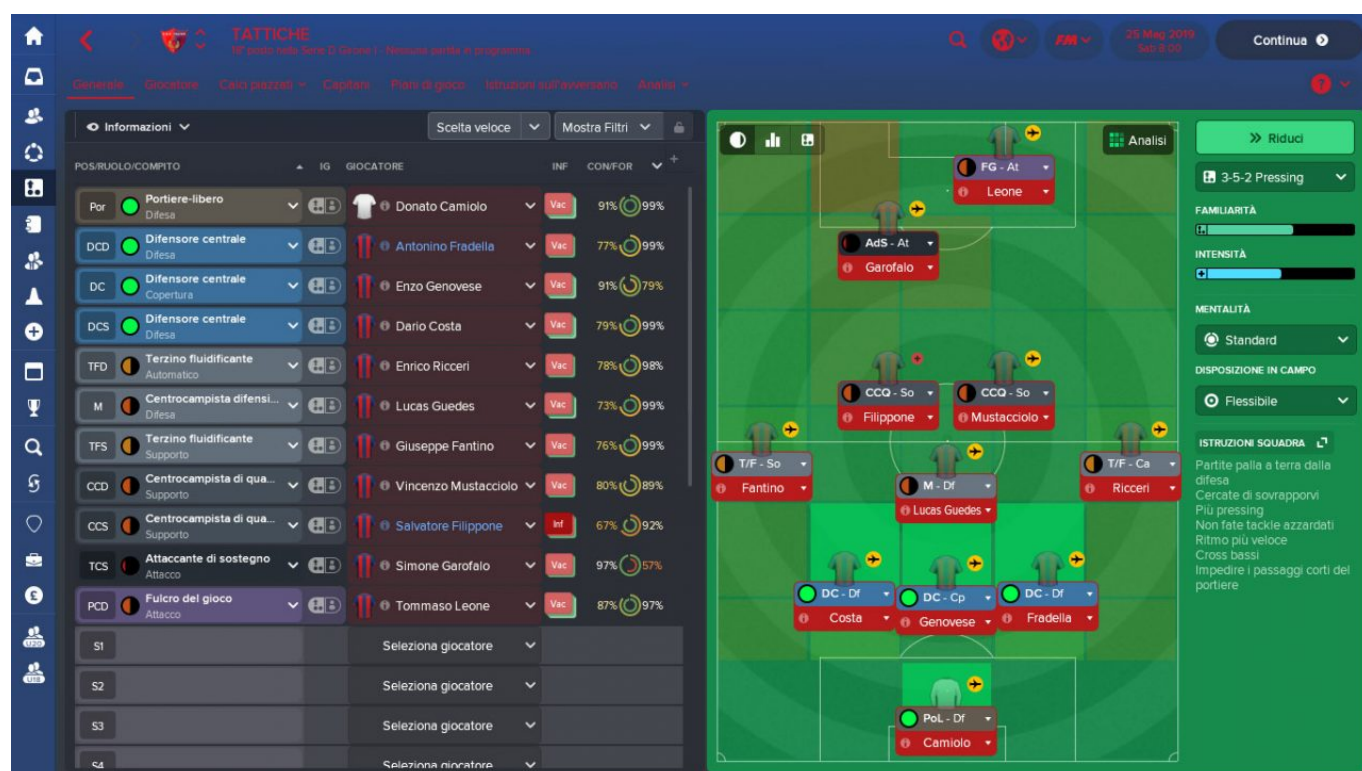 TATTICHE
18° posto nella Serie D Girone I - Nessuna partita in programma
25 Mag 2019
Sab 8:00
Continua
FM
Generale Giocatore Calci piazzati Capitani Piani di gioco Istruzioni sull'avversario Analisi
Informazioni Scelta veloce Mostra Filtri
POS/RUOLO/COMPITO IG GIOCATORE INF CON/FOR
Por Portiere-libero Difesa Donato Camiolo Vac 91% 99%
DCD Difensore centrale Difesa Antonino Fradella Vac 77% 99%
DC Difensore centrale Copertura Enzo Genovese Vac 91% 79%
DCS Difensore centrale Difesa Dario Costa Vac 79% 99%
TFD Terzino fluidificante Automatico Enrico Ricceri Vac 78% 98%
M Centrocampista difensi... Difesa Lucas Guedes Vac 73% 99%
TFS Terzino fluidificante Supporto Giuseppe Fantino Vac 76% 99%
CCD Centrocampista di qua... Supporto Vincenzo Mustacciolo Vac 80% 89%
CCS Centrocampista di qua... Supporto Salvatore Filippone Inf 67% 92%
TCS Attaccante di sostegno Attacco Simone Garofalo Vac 97% 57%
PCD Fulcro del gioco Attacco Tommaso Leone Vac 87% 97%
S1 Seleziona giocatore
S2 Seleziona giocatore
S3 Seleziona giocatore
S4 Seleziona giocatore
U20
U18
Analisi
FG - At
Leone
AdS - At
Garofalo
CCQ - So CCQ - So
Filippone Mustacciolo
T/F - So T/F - Ca
Fantino Ricceri
M - Df
Lucas Guedes
DC - Df DC - Cp DC - Df
Costa Genovese Fradella
PoL - Df
Camiolo
Riduci
3-5-2 Pressing
FAMILIARITÀ
INTENSITÀ
MENTALITÀ
Standard
DISPOSIZIONE IN CAMPO
Flessibile
ISTRUZIONI SQUADRA
Partite palla a terra dalla
difesa
Cercate di sovrapporvi
Più pressing
Non fate tackle azzardati
Ritmo più veloce
Cross bassi
Impedire i passaggi corti del
portiere